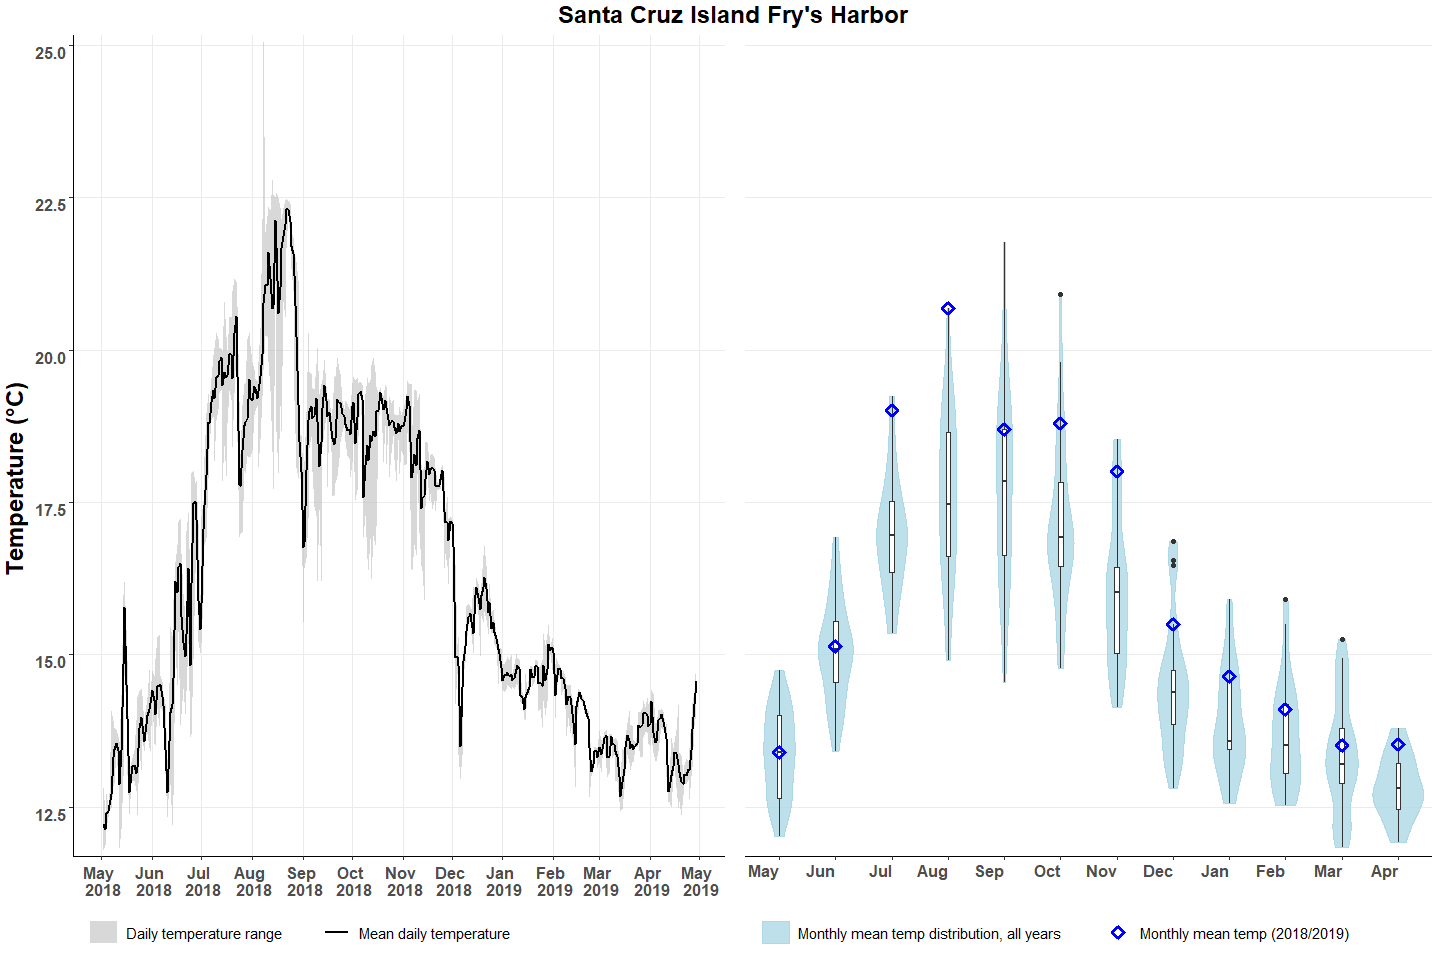 Santa Cruz Island Fry's Harbor
Temperature (°C)
25.0
22.5
20.0
17.5
15.0
12.5
May Jun Jul Aug Sep Oct Nov Dec Jan Feb Mar Apr May
2018 2018 2018 2018 2018 2018 2018 2018 2019 2019 2019 2019 2019
May Jun Jul Aug Sep Oct Nov Dec Jan Feb Mar Apr
Daily temperature range Mean daily temperature
Monthly mean temp distribution, all years Monthly mean temp (2018/2019)